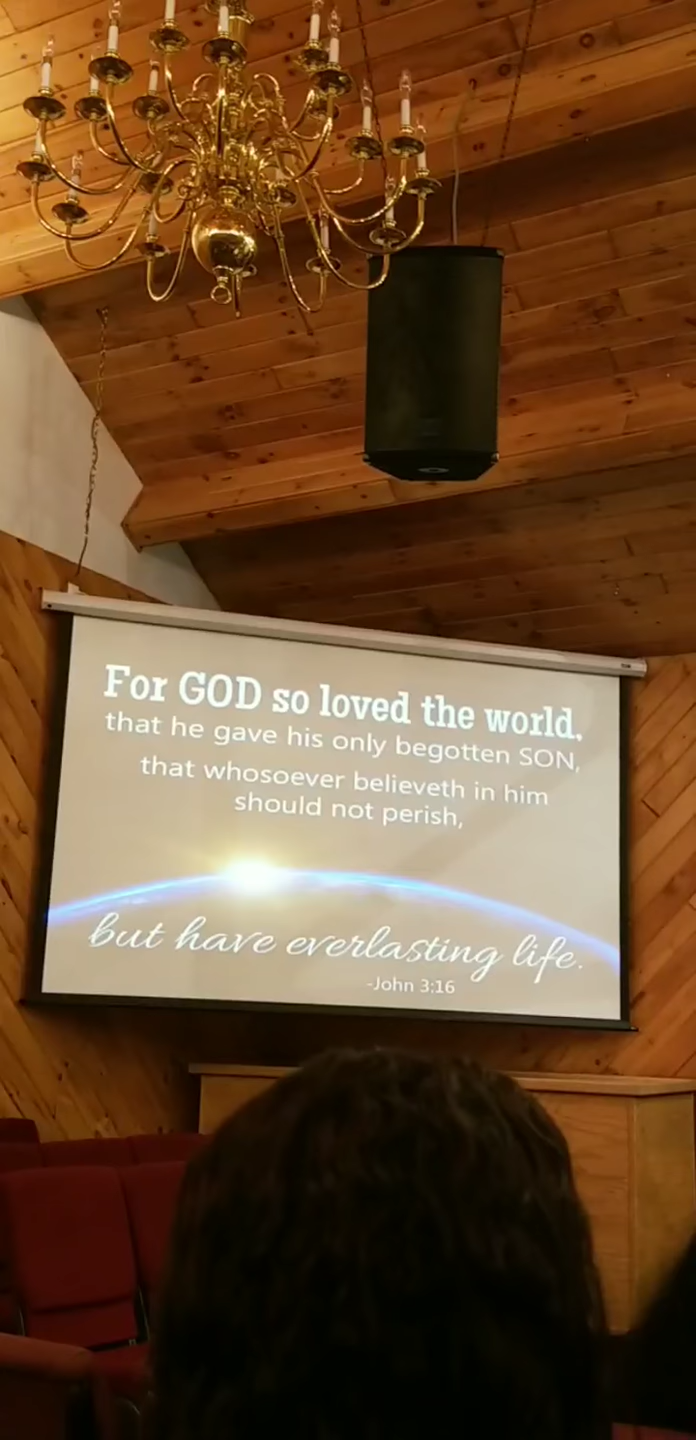 For GOD so loved the world,
that he gave his only begotten SON,
that whosoever believeth in him
should not perish,
but have everlasting life.
-John 3:16